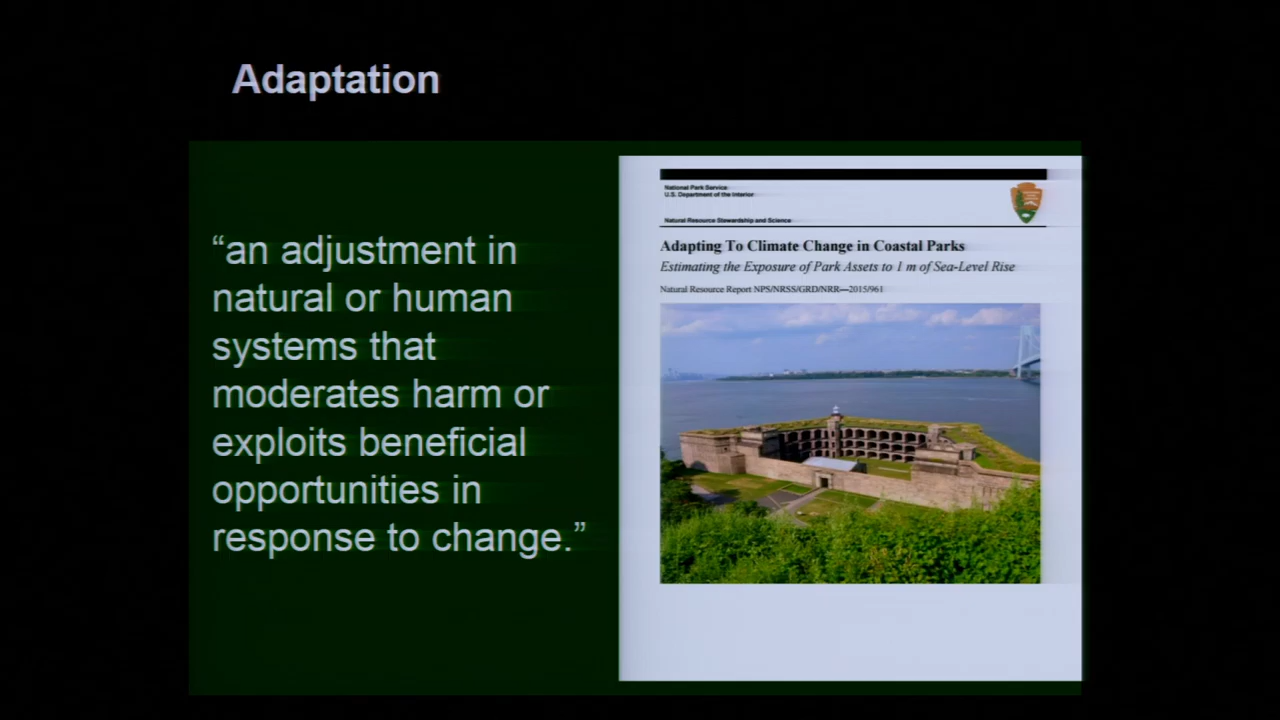 Adaptation
“an adjustment in
natural or human
systems that
moderates harm or
exploits beneficial
opportunities in
response to change.”
National Park Service
U.S. Department of the Interior
Natural Resource Stewardship and Science
Adapting To Climate Change in Coastal Parks
Estimating the Exposure of Park Assets to 1 m of Sea-Level Rise
Natural Resource Report NPS/NRSS/GRD/NRR—2015/961